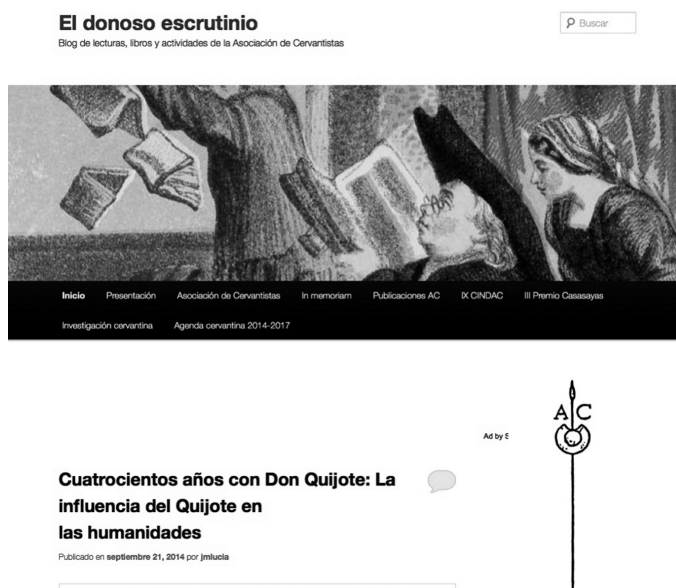 El donoso escrutinio
Blog de lecturas, libros y actividades de la Asociación de Cervantistas
Buscar
Inicio Presentación Asociación de Cervantistas In memoriam Publicaciones AC IX CINDAC III Premio Casasayas
Investigación cervantina Agenda cervantina 2014-2017
A C
Ad by S
Cuatrocientos años con Don Quijote: La
influencia del Quijote en
las humanidades
Publicado en septiembre 21, 2014 por jmlucia